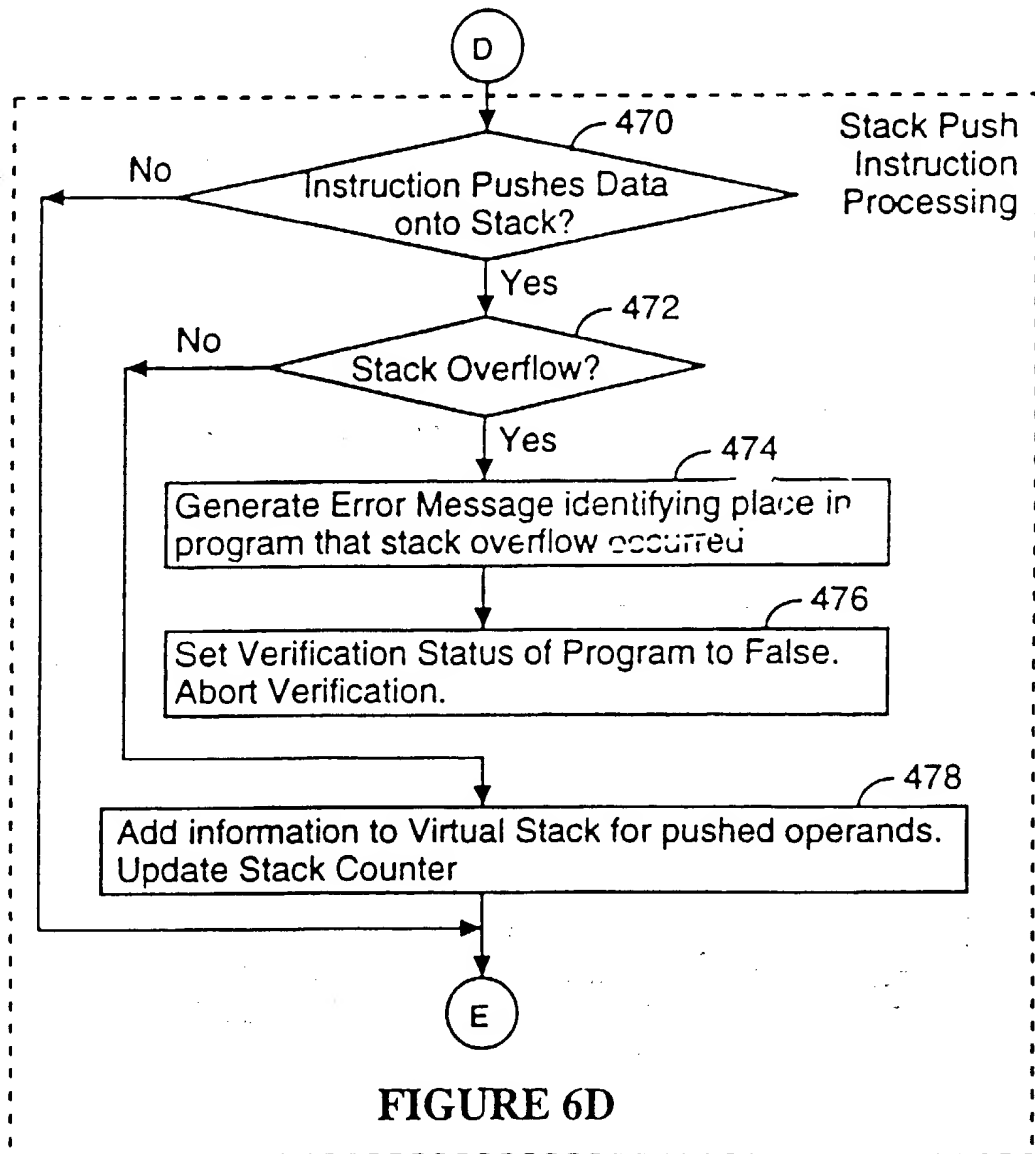 D
470
Stack Push
Instruction
Processing
No
Instruction Pushes Data
onto Stack?
Yes
472
No
Stack Overflow?
Yes
474
Generate Error Message identifying place in
program that stack overflow occurred
476
Set Verification Status of Program to False.
Abort Verification.
478
Add information to Virtual Stack for pushed operands.
Update Stack Counter
E
FIGURE 6D